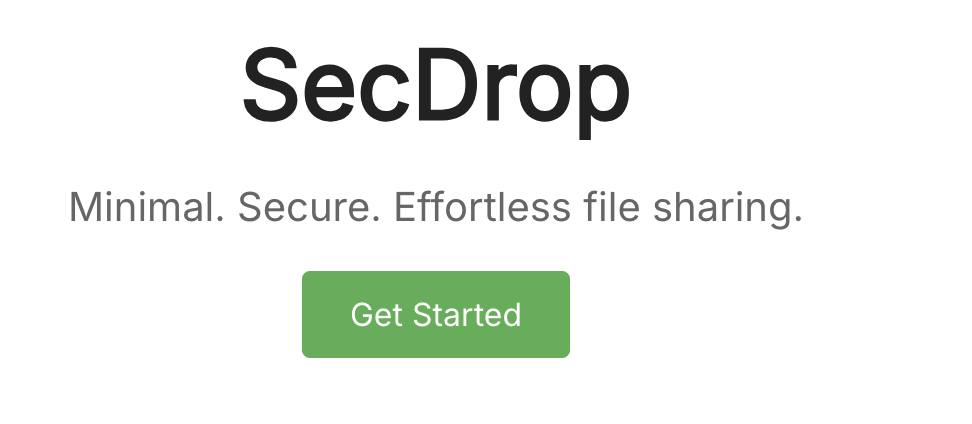 SecDrop
Minimal. Secure. Effortless file sharing.
Get Started